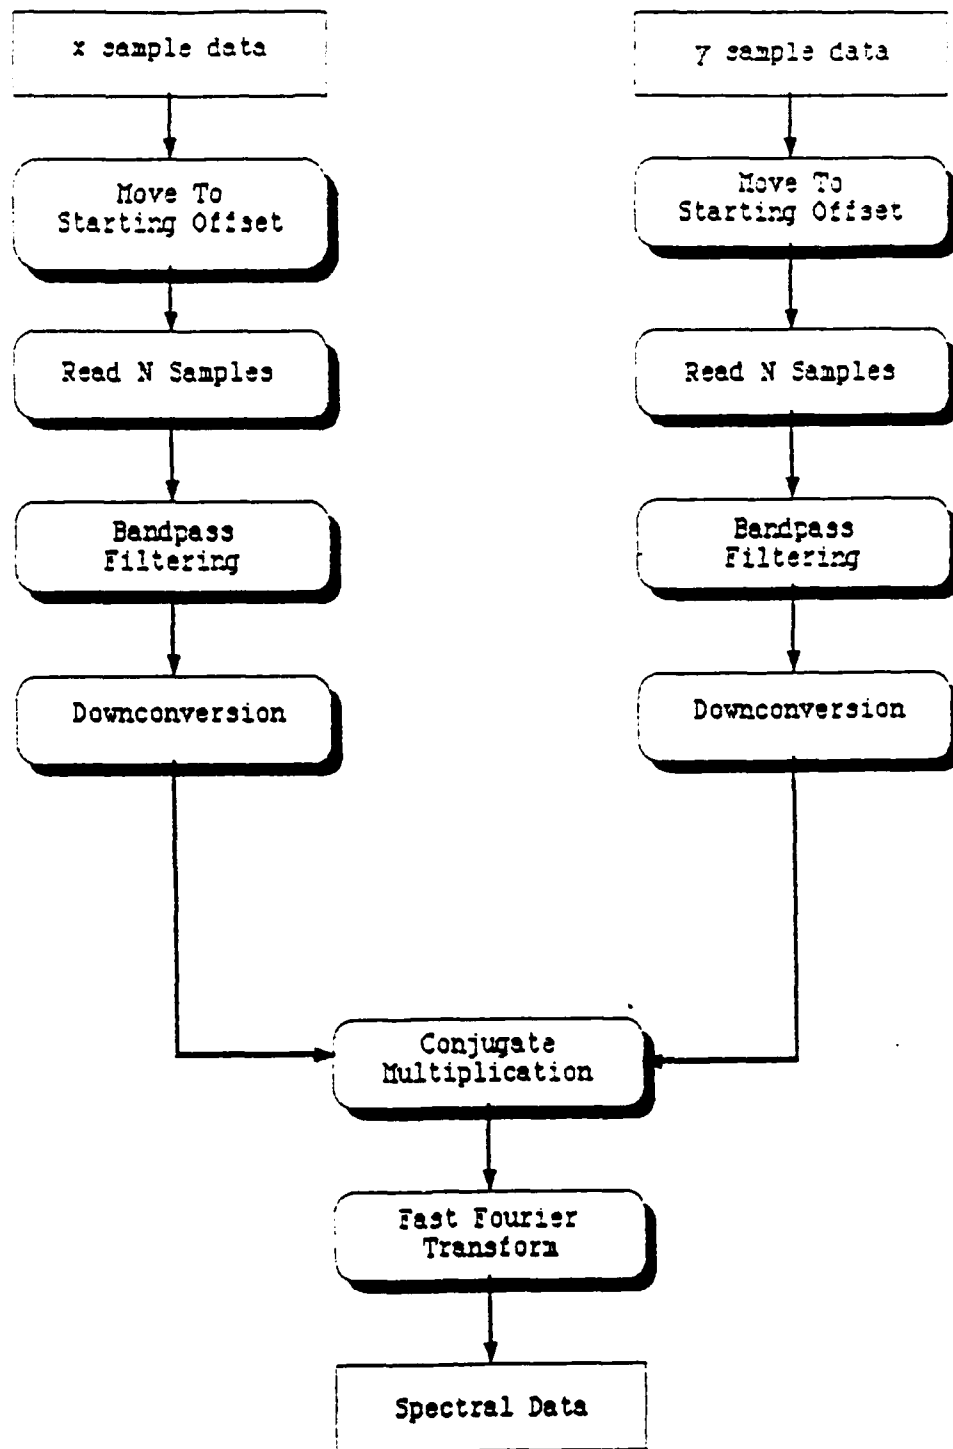 x sample data
y sample data
Move To
Starting Offset
Move To
Starting Offset
Read N Samples
Read N Samples
Bandpass
Filtering
Bandpass
Filtering
Downconversion
Downconversion
Conjugate
Multiplication
Fast Fourier
Transform
Spectral Data